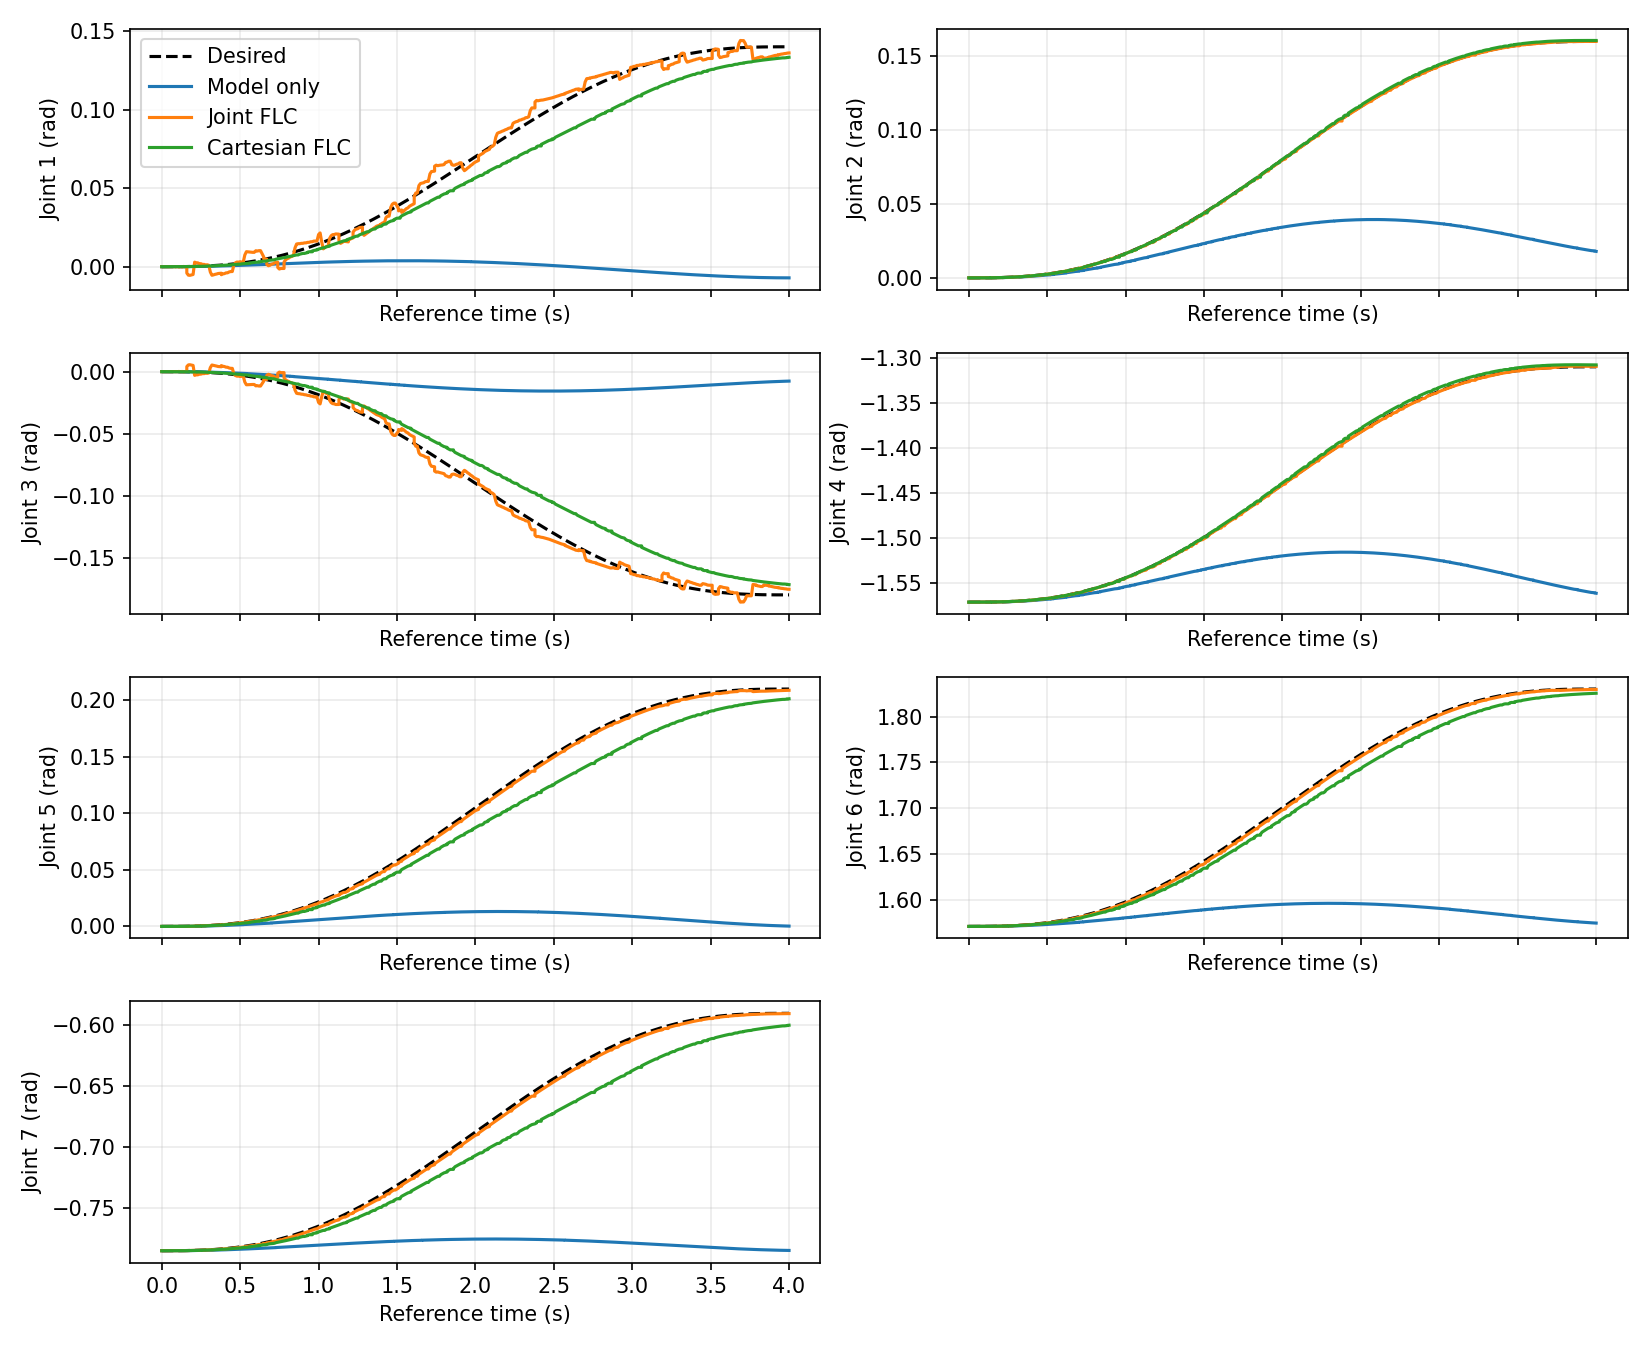 0.15
0.10
0.05
0.00
Joint 1 (rad)
Desired
Model only
Joint FLC
Cartesian FLC
Reference time (s)
0.15
0.10
0.05
0.00
Joint 2 (rad)
Reference time (s)
0.00
−0.05
−0.10
−0.15
Joint 3 (rad)
Reference time (s)
−1.30
−1.35
−1.40
−1.45
−1.50
−1.55
Joint 4 (rad)
Reference time (s)
0.20
0.15
0.10
0.05
0.00
Joint 5 (rad)
Reference time (s)
1.80
1.75
1.70
1.65
1.60
Joint 6 (rad)
Reference time (s)
−0.60
−0.65
−0.70
−0.75
Joint 7 (rad)
0.0 0.5 1.0 1.5 2.0 2.5 3.0 3.5 4.0
Reference time (s)